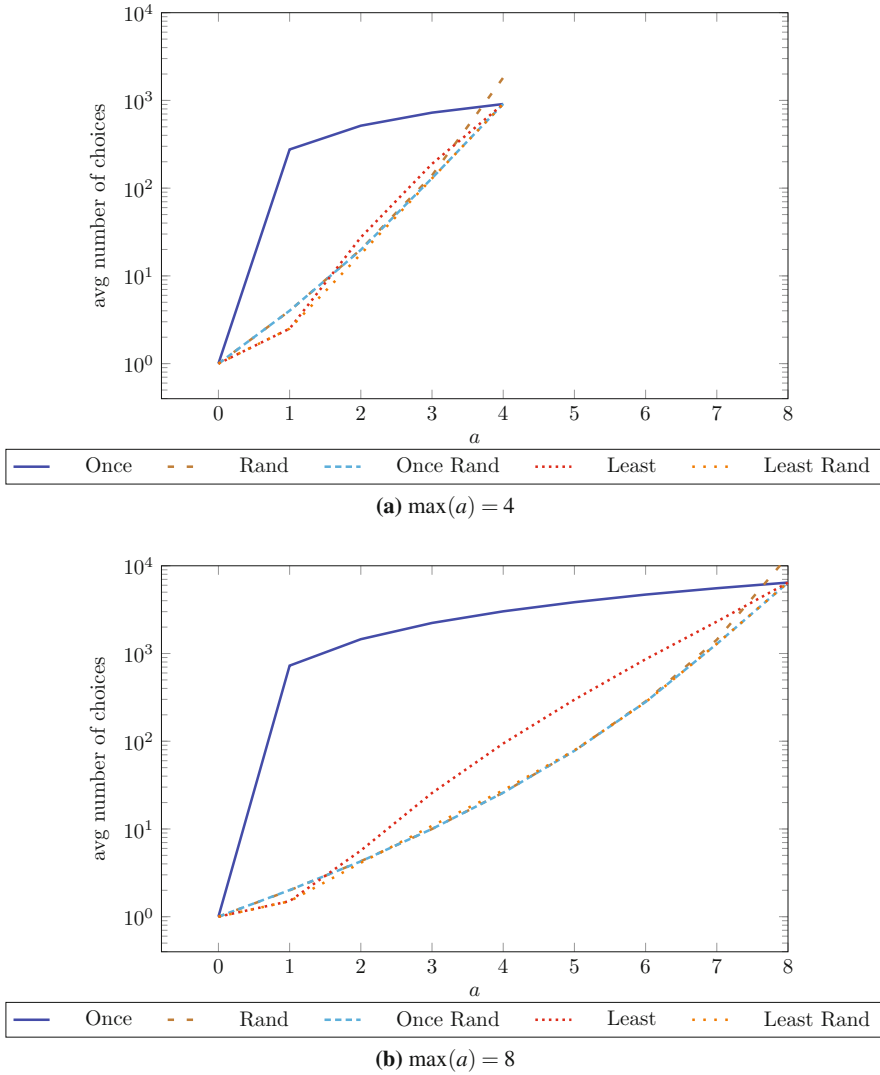 10^4
10^3
10^2
10^1
10^0
avg number of choices
0 1 2 3 4 5 6 7 8
a
Once Rand Once Rand Least Least Rand
(a) max(a) = 4
10^4
10^3
10^2
10^1
10^0
avg number of choices
0 1 2 3 4 5 6 7 8
a
Once Rand Once Rand Least Least Rand
(b) max(a) = 8